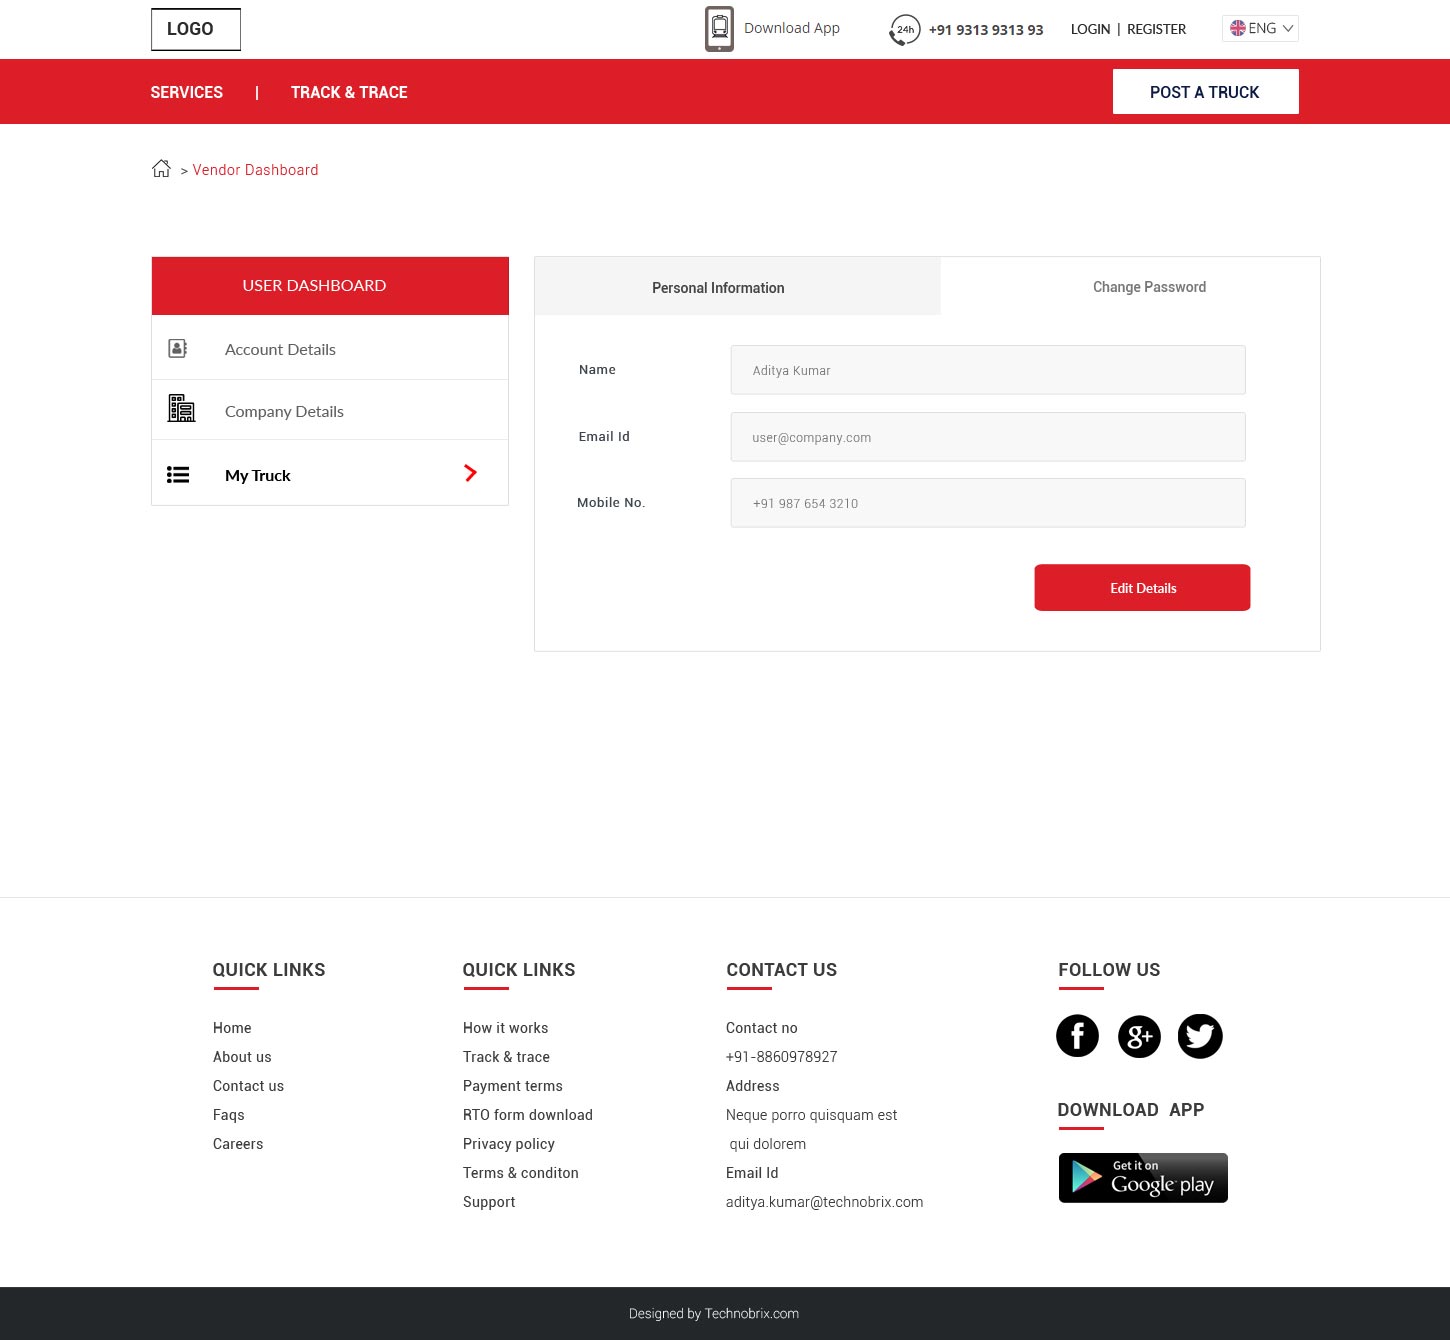 LOGO
Download App
24h
+91 9313 9313 93
LOGIN | REGISTER
ENG
SERVICES | TRACK & TRACE
POST A TRUCK
> Vendor Dashboard
USER DASHBOARD
Account Details
Company Details
My Truck
Personal Information
Change Password
Name
Aditya Kumar
Email Id
user@company.com
Mobile No.
+91 987 654 3210
Edit Details
QUICK LINKS
Home
About us
Contact us
Faqs
Careers
QUICK LINKS
How it works
Track & trace
Payment terms
RTO form download
Privacy policy
Terms & conditon
Support
CONTACT US
Contact no
+91-8860978927
Address
Neque porro quisquam est
qui dolorem
Email Id
aditya.kumar@technobrix.com
FOLLOW US
f
g+
DOWNLOAD APP
Get it on
Google play
Designed by Technobrix.com